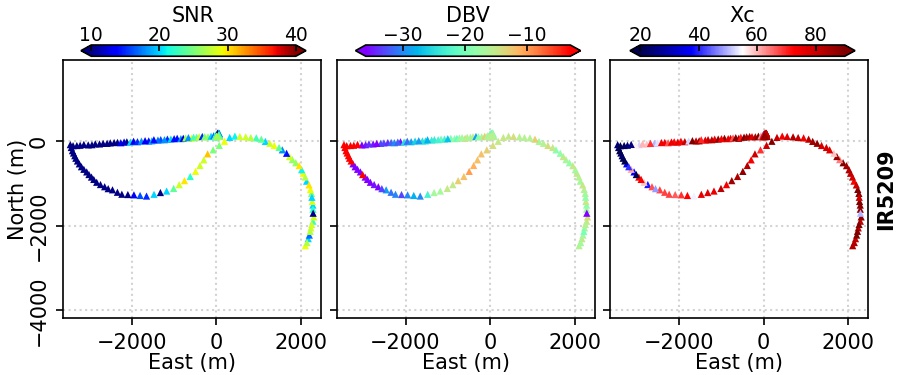 SNR DBV Xc
10 20 30 40 −30 −20 −10 20 40 60 80
North (m)
0
−2000
−4000
IR5209
−2000 0 2000 −2000 0 2000 −2000 0 2000
East (m) East (m) East (m)